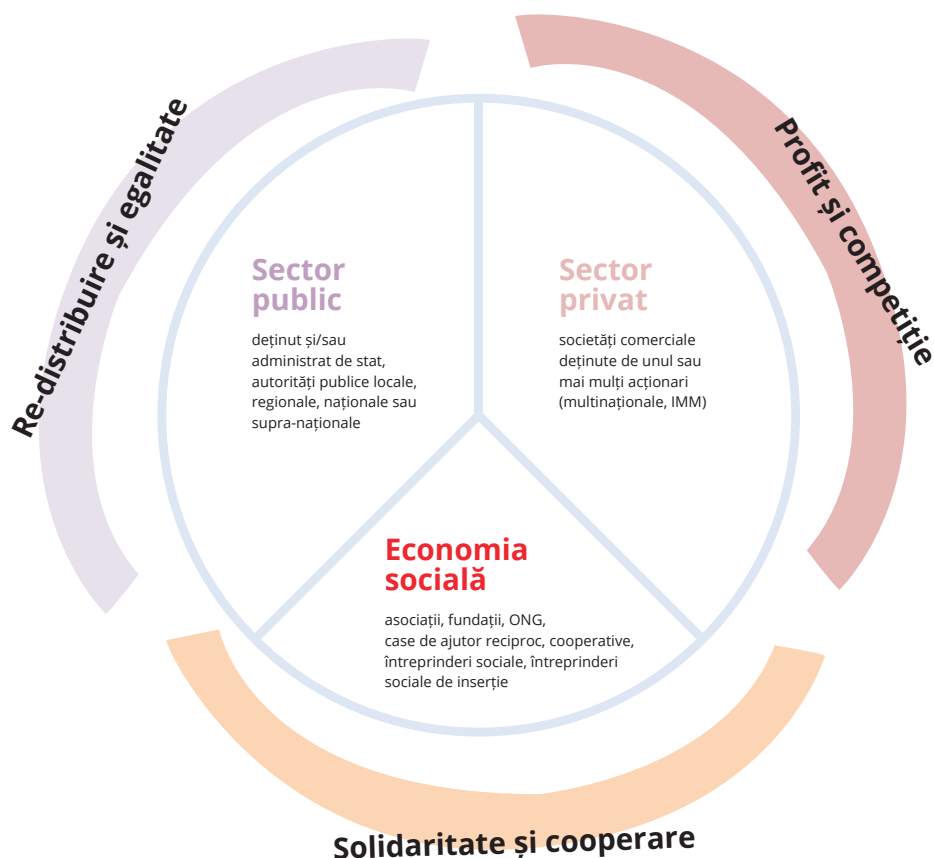 Re-distribuire și egalitate
Profit și competiție
Sector
public
deținut și/sau
administrat de stat,
autorități publice locale,
regionale, naționale sau
supra-naționale
Sector
privat
societăți comerciale
deținute de unul sau
mai mulți acționari
(multinaționale, IMM)
Economia
socială
asociații, fundații, ONG,
case de ajutor reciproc, cooperative,
întreprinderi sociale, întreprinderi
sociale de inserție
Solidaritate și cooperare